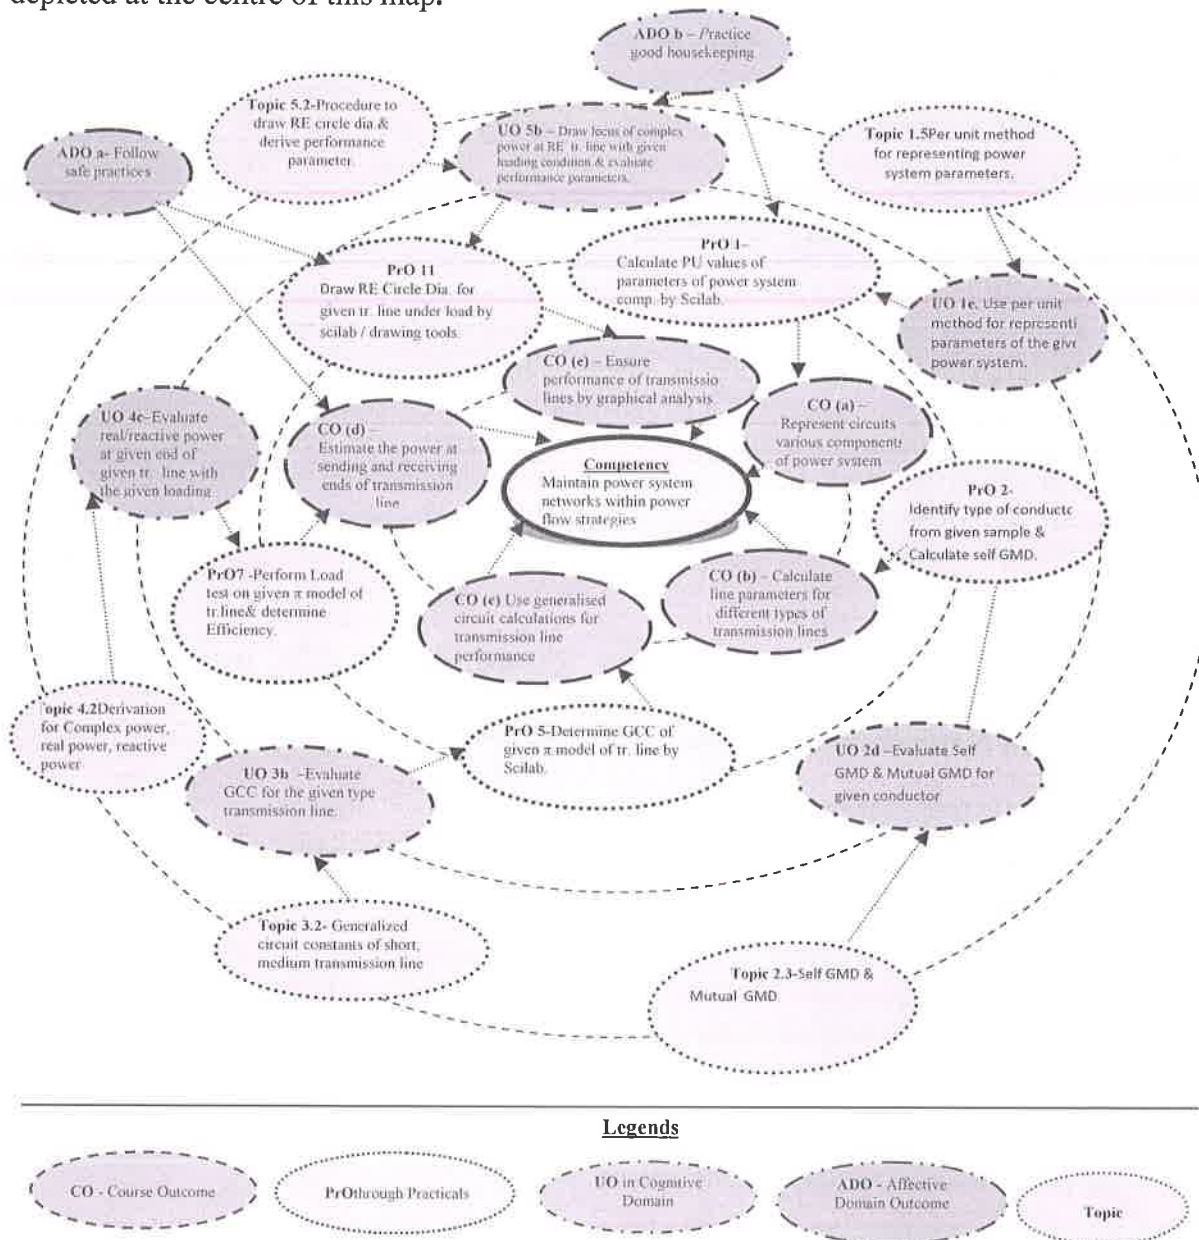 depicted at the centre of this map.
ADO b – Practice
good housekeeping
Topic 5.2-Procedure to
draw RE circle dia &
derive performance
parameter.
UO 5b – Draw locus of complex
power at RE tr. line with given
loading condition & evaluate
performance parameters.
Topic 1.5Per unit method
for representing power
system parameters.
ADO a- Follow
safe practices
PrO 11
Draw RE Circle Dia. for
given tr. line under load by
scilab / drawing tools.
PrO 1-
Calculate PU values of
parameters of power system
comp. by Scilab.
UO 1e. Use per unit
method for representi
parameters of the give
power system.
CO (e) – Ensure
performance of transmissio
lines by graphical analysis
UO 4c-Evaluate
real/reactive power
at given end of
given tr. line with
the given loading
CO (d) –
Estimate the power at
sending and receiving
ends of transmission
line
CO (a) –
Represent circuits
various components
of power system
Competency
Maintain power system
networks within power
flow strategies
PrO 2-
Identify type of conductc
from given sample &
Calculate self GMD.
PrO7 -Perform Load
test on given π model of
tr.line& determine
Efficiency.
CO (c) Use generalised
circuit calculations for
transmission line
performance
CO (b) – Calculate
line parameters for
different types of
transmission lines
opic 4.2Derivation
for Complex power,
real power, reactive
power
UO 3b –Evaluate
GCC for the given type
transmission line.
PrO 5-Determine GCC of
given π model of tr. line by
Scilab.
UO 2d –Evaluate Self
GMD & Mutual GMD for
given conductor
Topic 3.2- Generalized
circuit constants of short,
medium transmission line
Topic 2.3-Self GMD &
Mutual GMD.
Legends
CO - Course Outcome
PrOthrough Practicals
UO in Cognitive
Domain
ADO - Affective
Domain Outcome
Topic